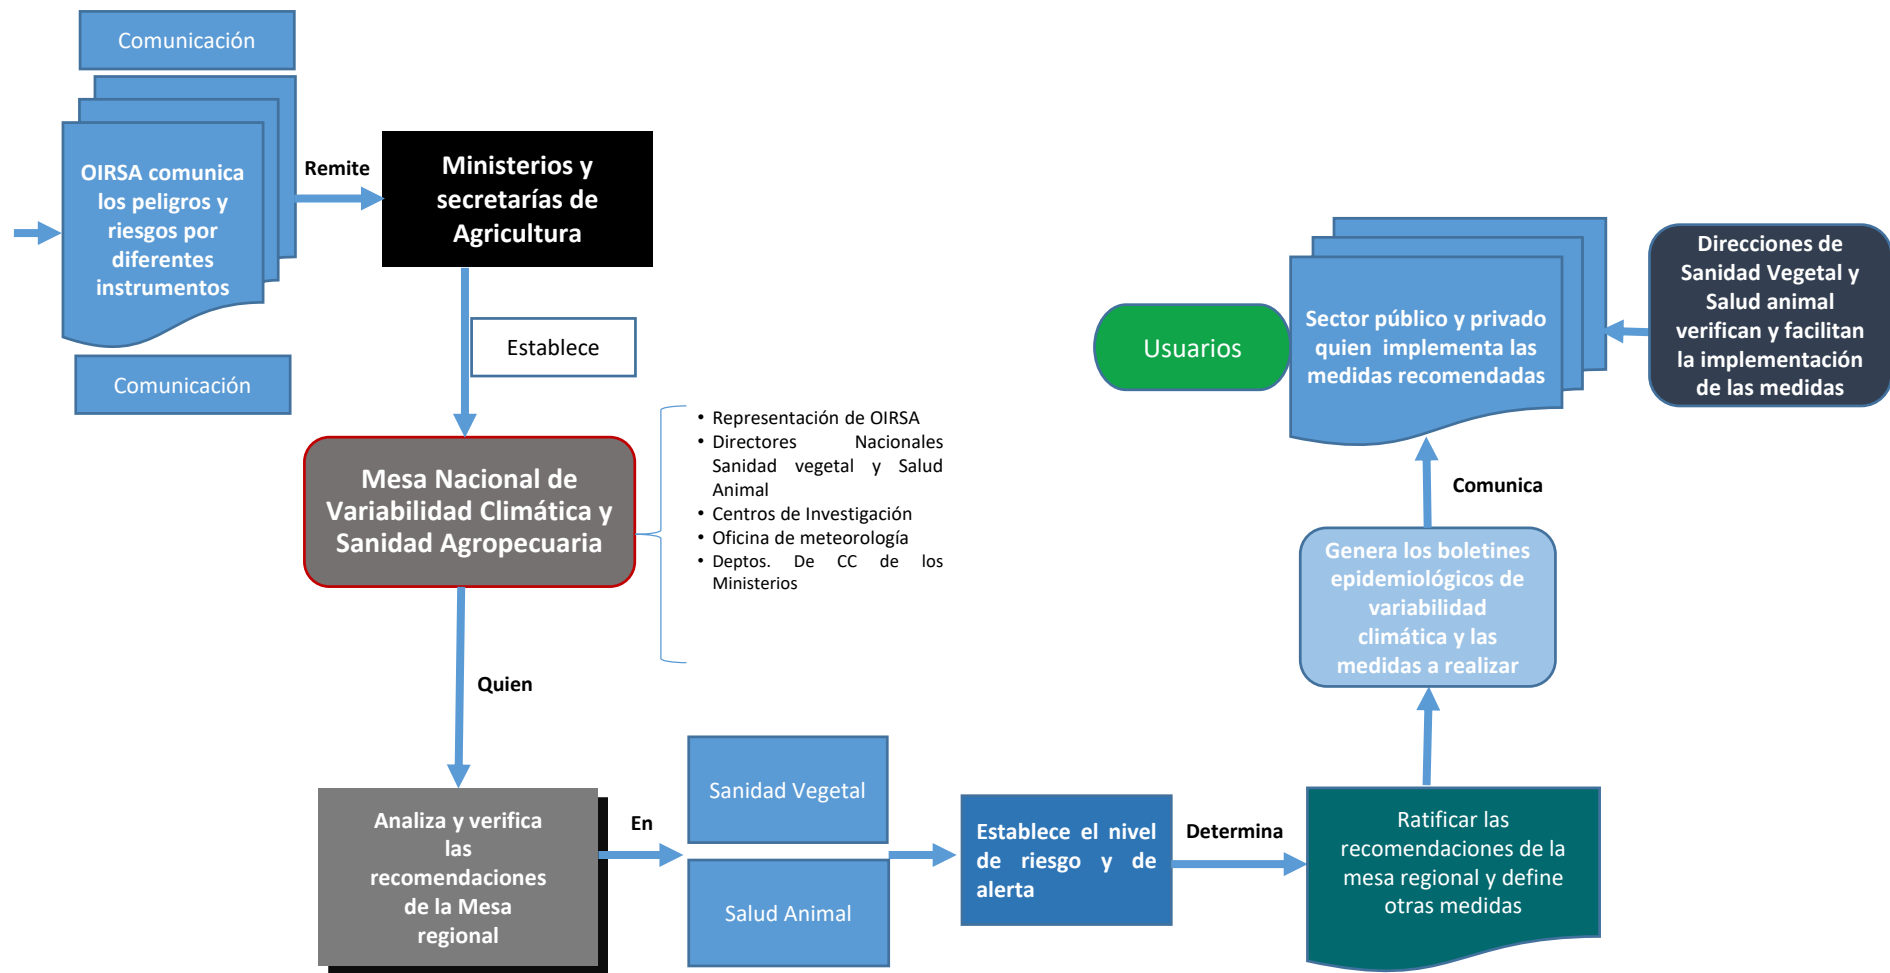 Comunicación
OIRSA comunica
los peligros y
riesgos por
diferentes
instrumentos
Comunicación
Remite
Ministerios y
secretarías de
Agricultura
Establece
Mesa Nacional de
Variabilidad Climática y
Sanidad Agropecuaria
• Representación de OIRSA
• Directores Nacionales
Sanidad vegetal y Salud
Animal
• Centros de Investigación
• Oficina de meteorología
• Deptos. De CC de los
Ministerios
Quien
Analiza y verifica
las
recomendaciones
de la Mesa
regional
En
Sanidad Vegetal
Salud Animal
Establece el nivel
de riesgo y de
alerta
Determina
Ratificar las
recomendaciones de la
mesa regional y define
otras medidas
Genera los boletines
epidemiológicos de
variabilidad
climática y las
medidas a realizar
Comunica
Usuarios
Sector público y privado
quien implementa las
medidas recomendadas
Direcciones de
Sanidad Vegetal y
Salud animal
verifican y facilitan
la implementación
de las medidas